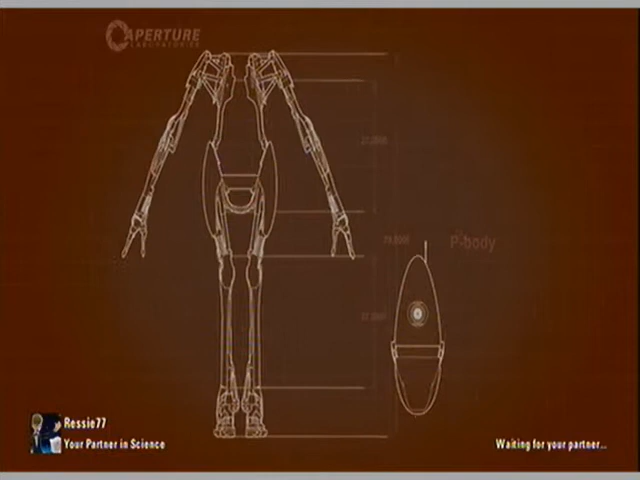 APERTURE
LABORATORIES
P-body
Ressie77
Your Partner in Science
Waiting for your partner...